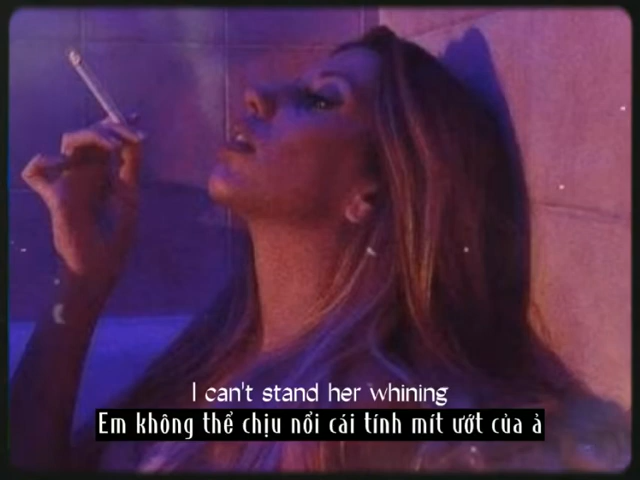 I can't stand her whining
Em không thể chịu nổi cái tính mít ướt của ả